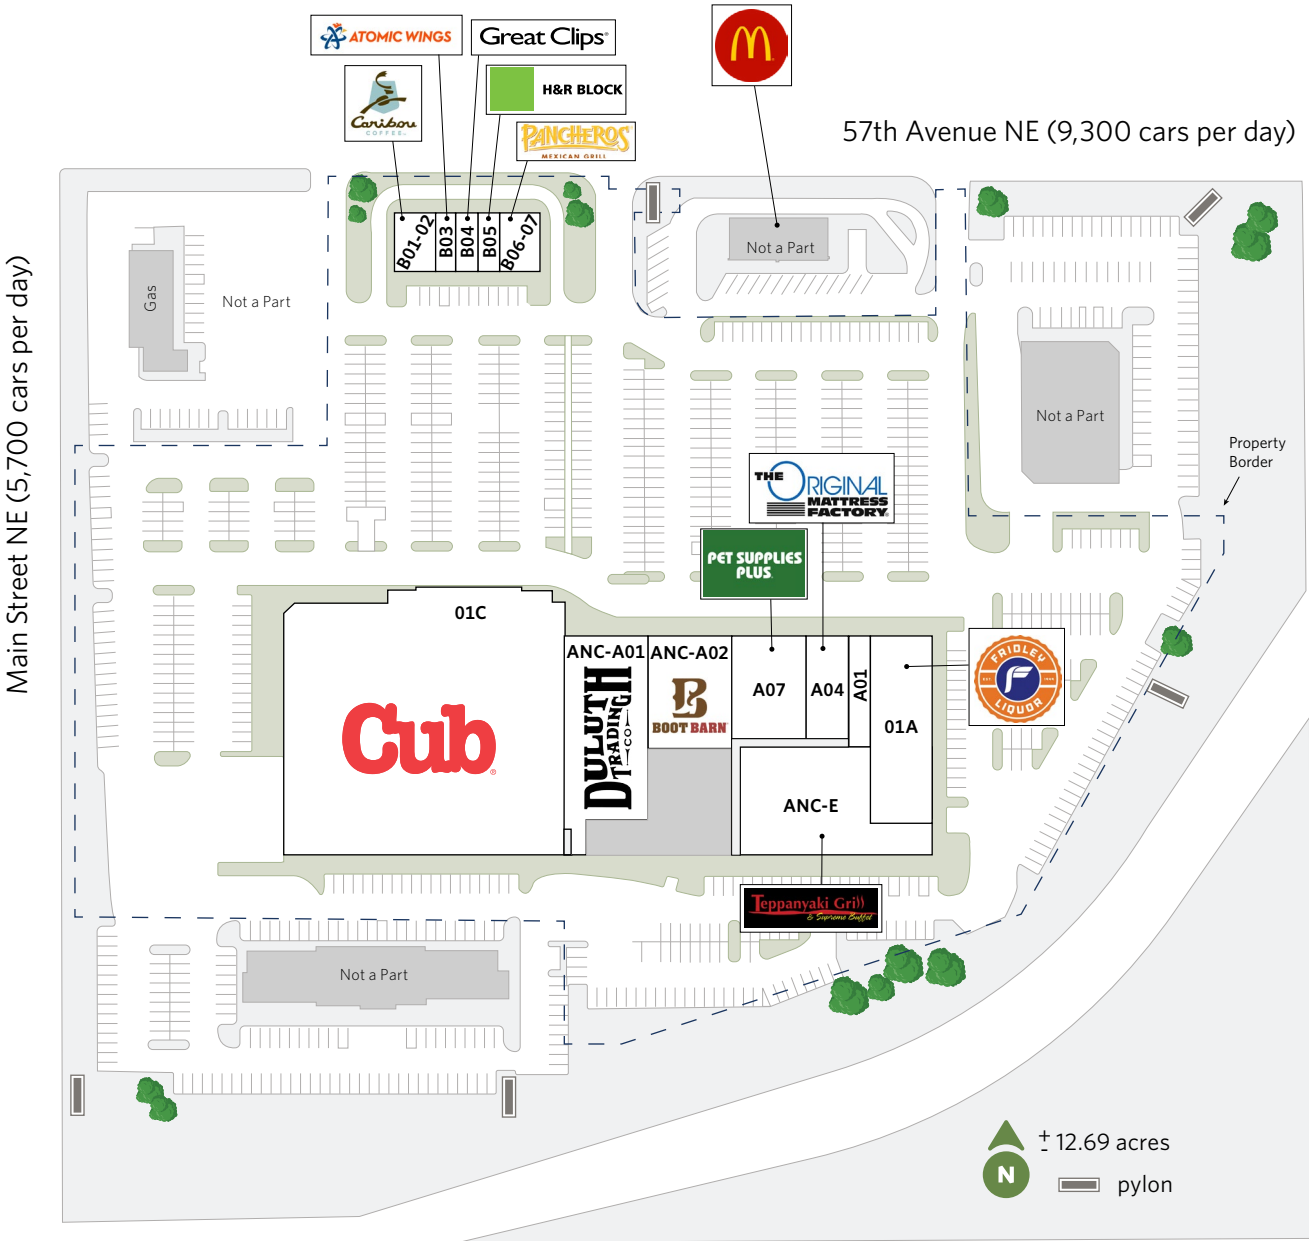 ATOMIC WINGS
Great Clips®
Caribou
COFFEE
H&R BLOCK
PANCHEROS
MEXICAN GRILL
57th Avenue NE (9,300 cars per day)
Main Street NE (5,700 cars per day)
B01-02
B03
B04
B05
B06-07
Not a Part
Gas
Not a Part
Not a Part
Property
Border
THE ORIGINAL
MATTRESS
FACTORY
PET SUPPLIES
PLUS
01C
Cub®
ANC-A01
DULUTH
TRADING
CO
ANC-A02
B
BOOT BARN
A07
A04
A01
01A
FRIDLEY
F
LIQUOR
ANC-E
Teppanyaki Grill
& Supreme Buffet
Not a Part
± 12.69 acres
N
pylon